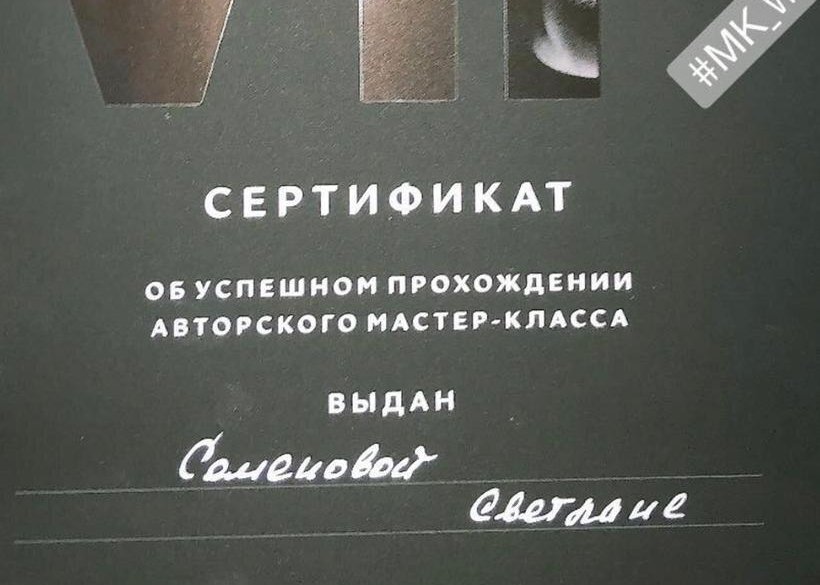 #MK_
СЕРТИФИКАТ
ОБ УСПЕШНОМ ПРОХОЖДЕНИИ
АВТОРСКОГО МАСТЕР-КЛАССА
ВЫДАН
Семеновой
Светлане